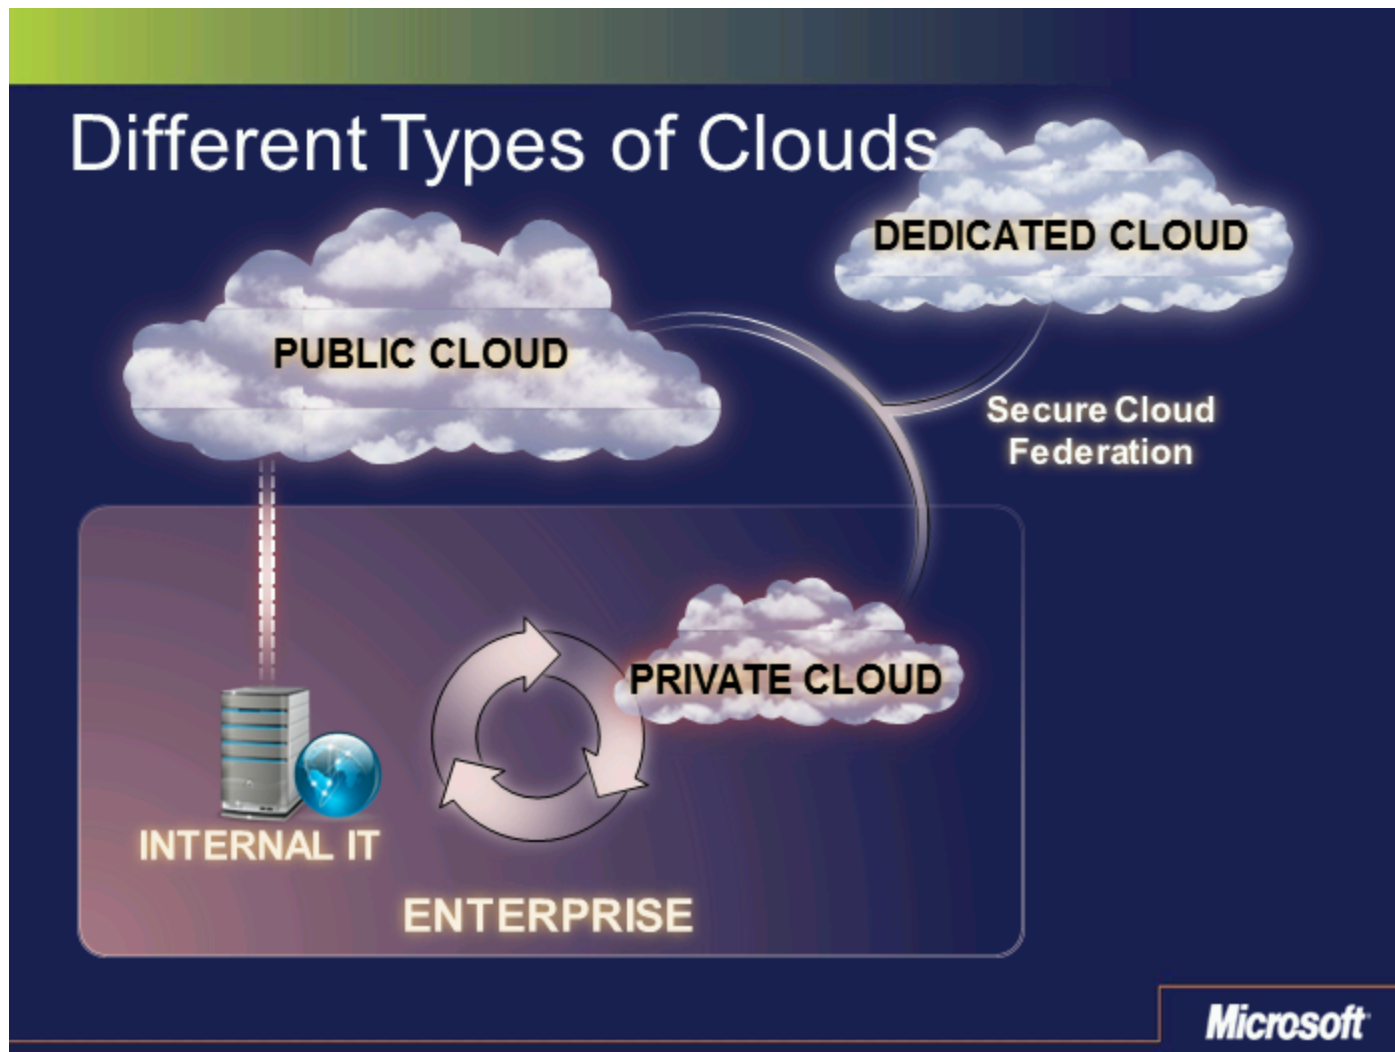 Different Types of Clouds
DEDICATED CLOUD
PUBLIC CLOUD
Secure Cloud
Federation
PRIVATE CLOUD
INTERNAL IT
ENTERPRISE
Microsoft